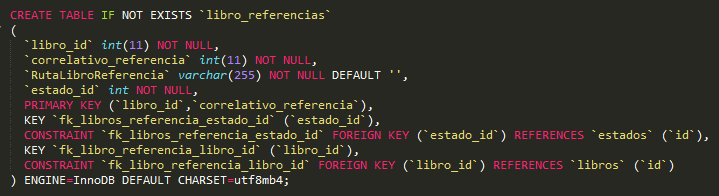 CREATE TABLE IF NOT EXISTS `libro_referencias`
(
`libro_id` int(11) NOT NULL,
`correlativo_referencia` int(11) NOT NULL,
`RutaLibroReferencia` varchar(255) NOT NULL DEFAULT '',
`estado_id` int NOT NULL,
PRIMARY KEY (`libro_id`,`correlativo_referencia`),
KEY `fk_libros_referencia_estado_id` (`estado_id`),
CONSTRAINT `fk_libros_referencia_estado_id` FOREIGN KEY (`estado_id`) REFERENCES `estados` (`id`),
KEY `fk_libro_referencia_libro_id` (`libro_id`),
CONSTRAINT `fk_libro_referencia_libro_id` FOREIGN KEY (`libro_id`) REFERENCES `libros` (`id`)
) ENGINE=InnoDB DEFAULT CHARSET=utf8mb4;